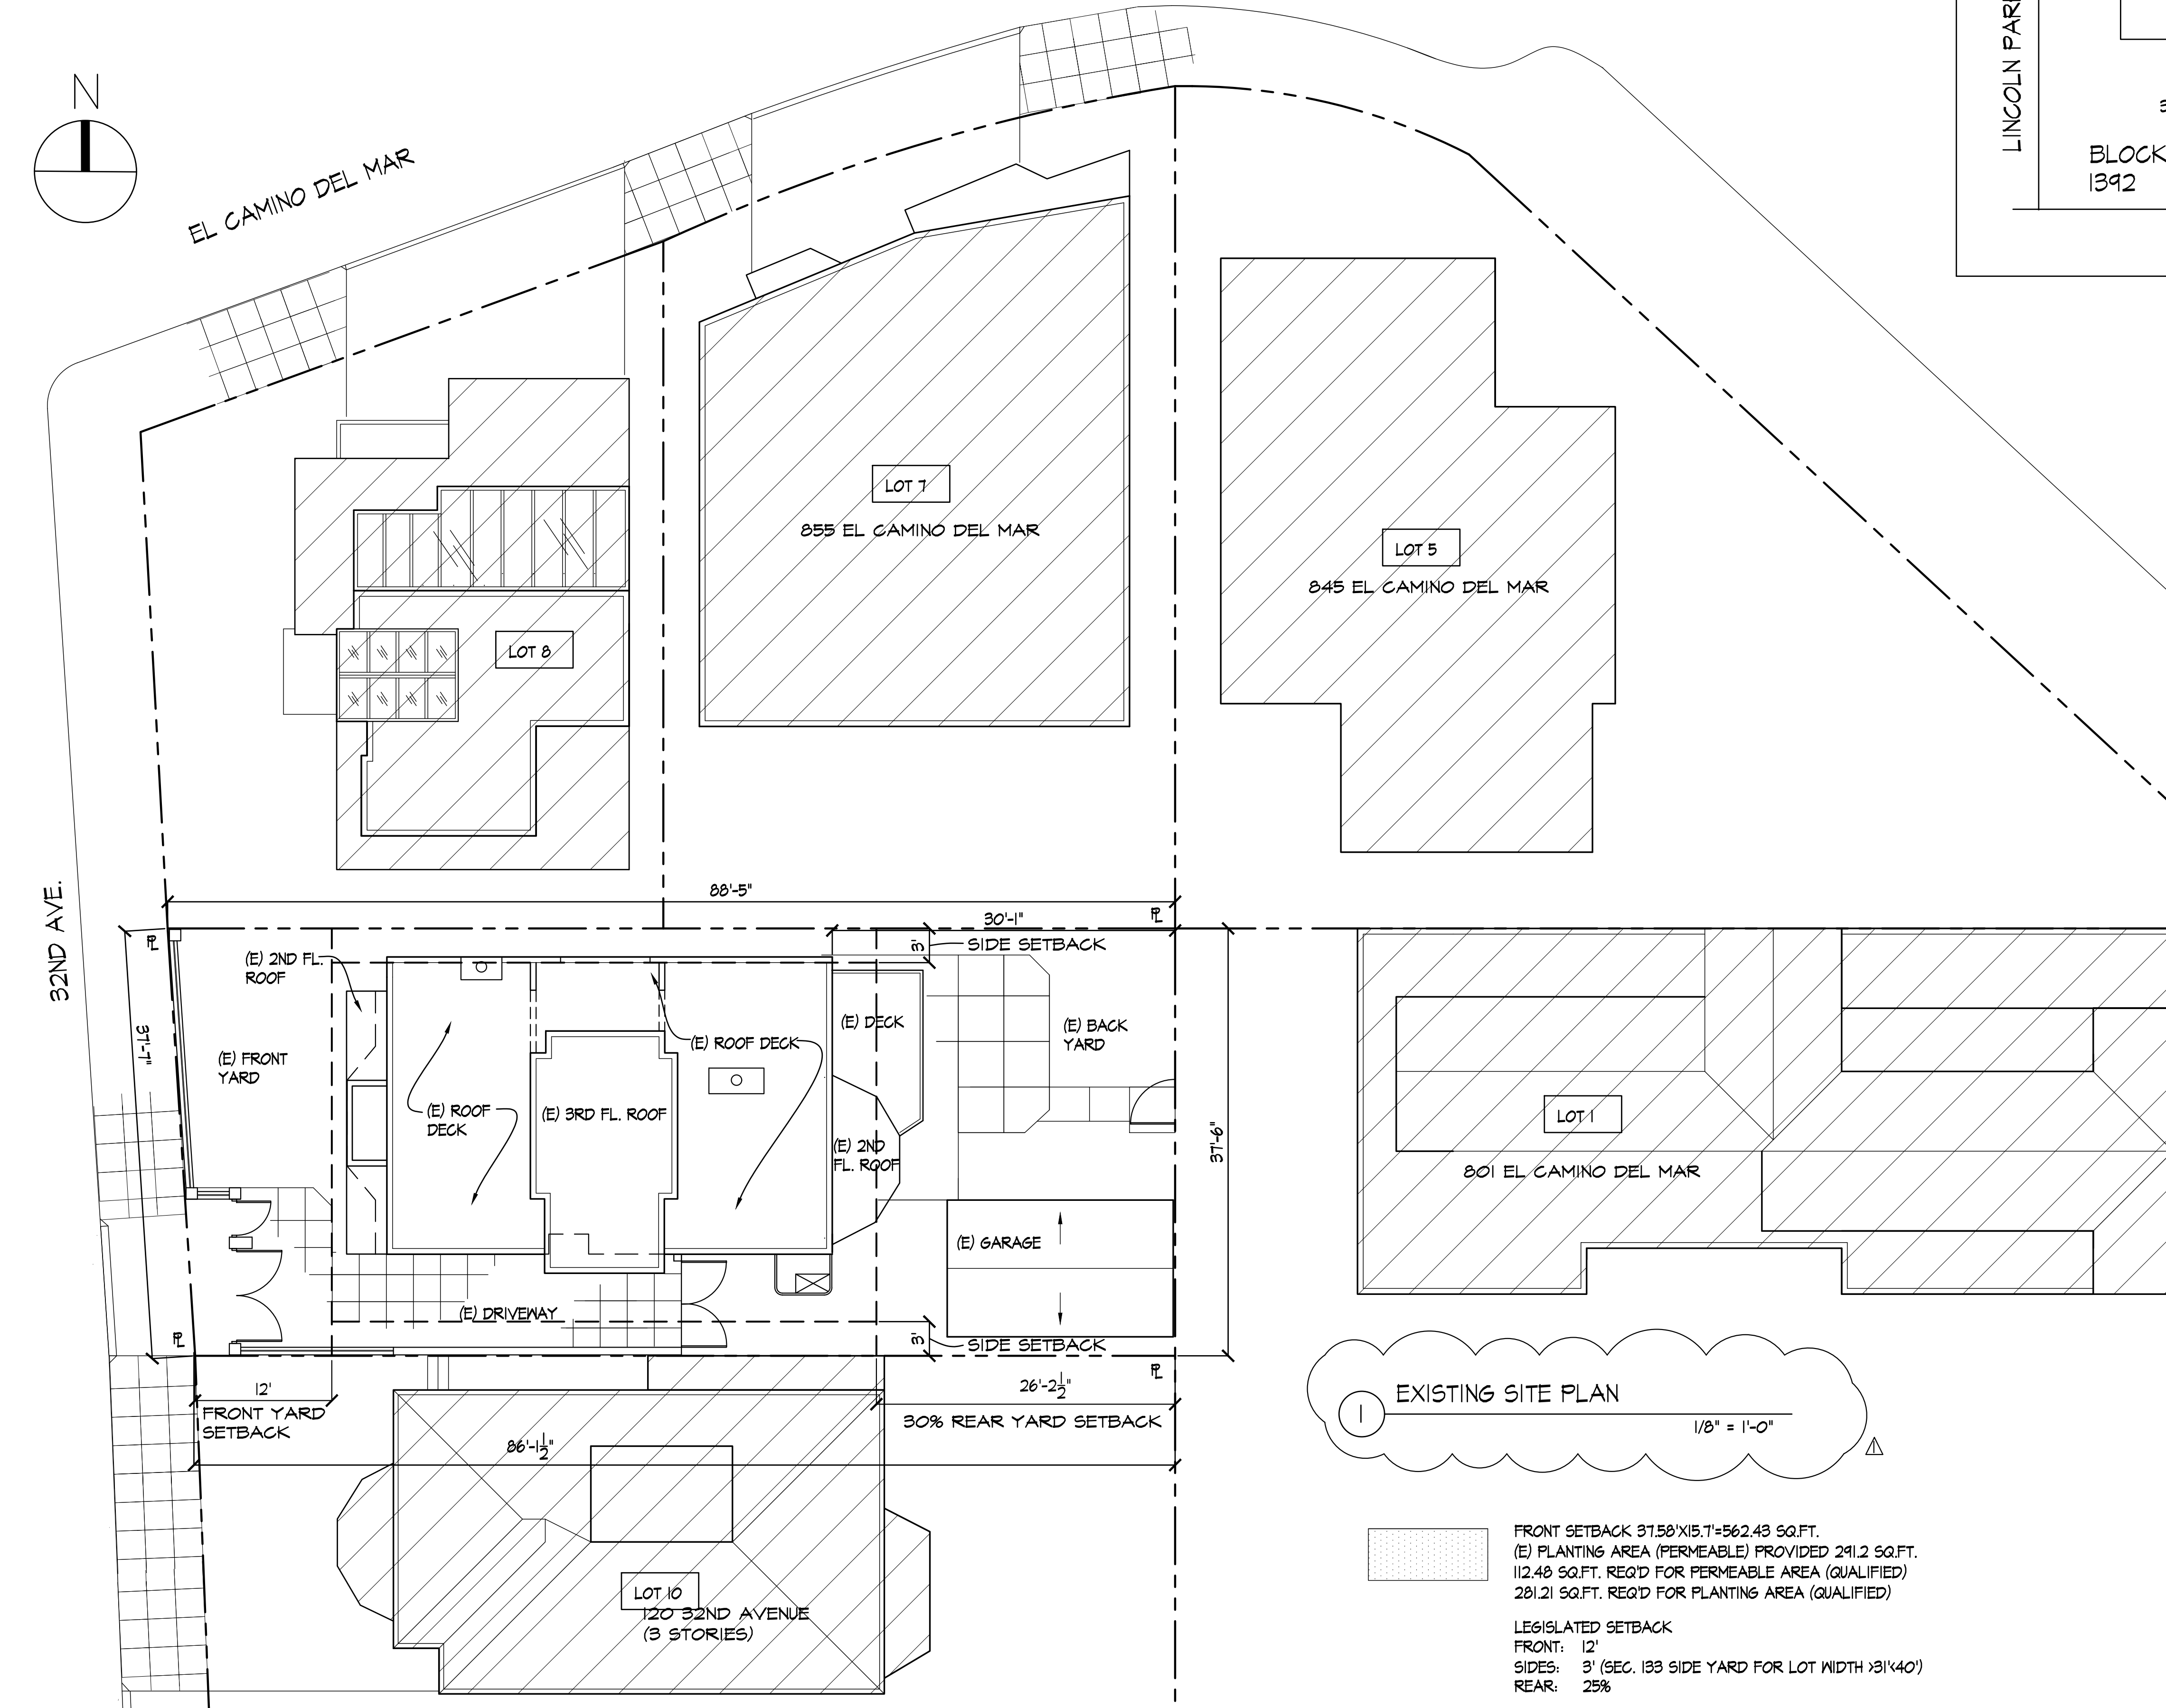 N
EL CAMINO DEL MAR
LINCOLN
BLOCK
1392
LOT 7
855 EL CAMINO DEL MAR
LOT 5
845 EL CAMINO DEL MAR
LOT 8
32ND AVE.
88'-5"
30'-1"
PL
PL
3'
SIDE SETBACK
(E) 2ND FL.
ROOF
37'-7"
(E) FRONT
YARD
(E) ROOF
DECK
(E) 3RD FL. ROOF
(E) ROOF DECK
(E) DECK
(E) BACK
YARD
(E) 2ND
FL. ROOF
37'-6"
LOT 1
801 EL CAMINO DEL MAR
(E) GARAGE
(E) DRIVEWAY
3'
SIDE SETBACK
PL
PL
12'
FRONT YARD
SETBACK
26'-2 1/2"
30% REAR YARD SETBACK
86'-1 1/2"
LOT 10
120 32ND AVENUE
(3 STORIES)
1
EXISTING SITE PLAN
1/8" = 1'-0"
1
FRONT SETBACK 37.58'X15.7'=562.43 SQ.FT.
(E) PLANTING AREA (PERMEABLE) PROVIDED 291.2 SQ.FT.
112.48 SQ.FT. REQ'D FOR PERMEABLE AREA (QUALIFIED)
281.21 SQ.FT. REQ'D FOR PLANTING AREA (QUALIFIED)
LEGISLATED SETBACK
FRONT: 12'
SIDES: 3' (SEC. 133 SIDE YARD FOR LOT WIDTH >31'<40')
REAR: 25%